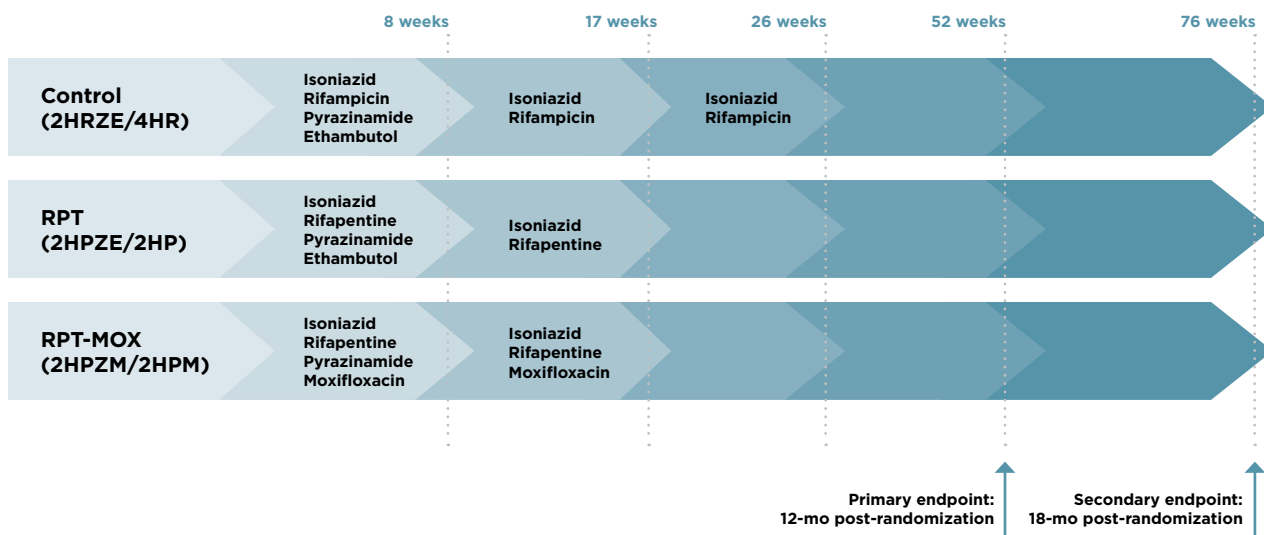 8 weeks
17 weeks
26 weeks
52 weeks
76 weeks
Control
(2HRZE/4HR)
Isoniazid
Rifampicin
Pyrazinamide
Ethambutol
Isoniazid
Rifampicin
Isoniazid
Rifampicin
RPT
(2HPZE/2HP)
Isoniazid
Rifapentine
Pyrazinamide
Ethambutol
Isoniazid
Rifapentine
RPT-MOX
(2HPZM/2HPM)
Isoniazid
Rifapentine
Pyrazinamide
Moxifloxacin
Isoniazid
Rifapentine
Moxifloxacin
Primary endpoint:
12-mo post-randomization
Secondary endpoint:
18-mo post-randomization